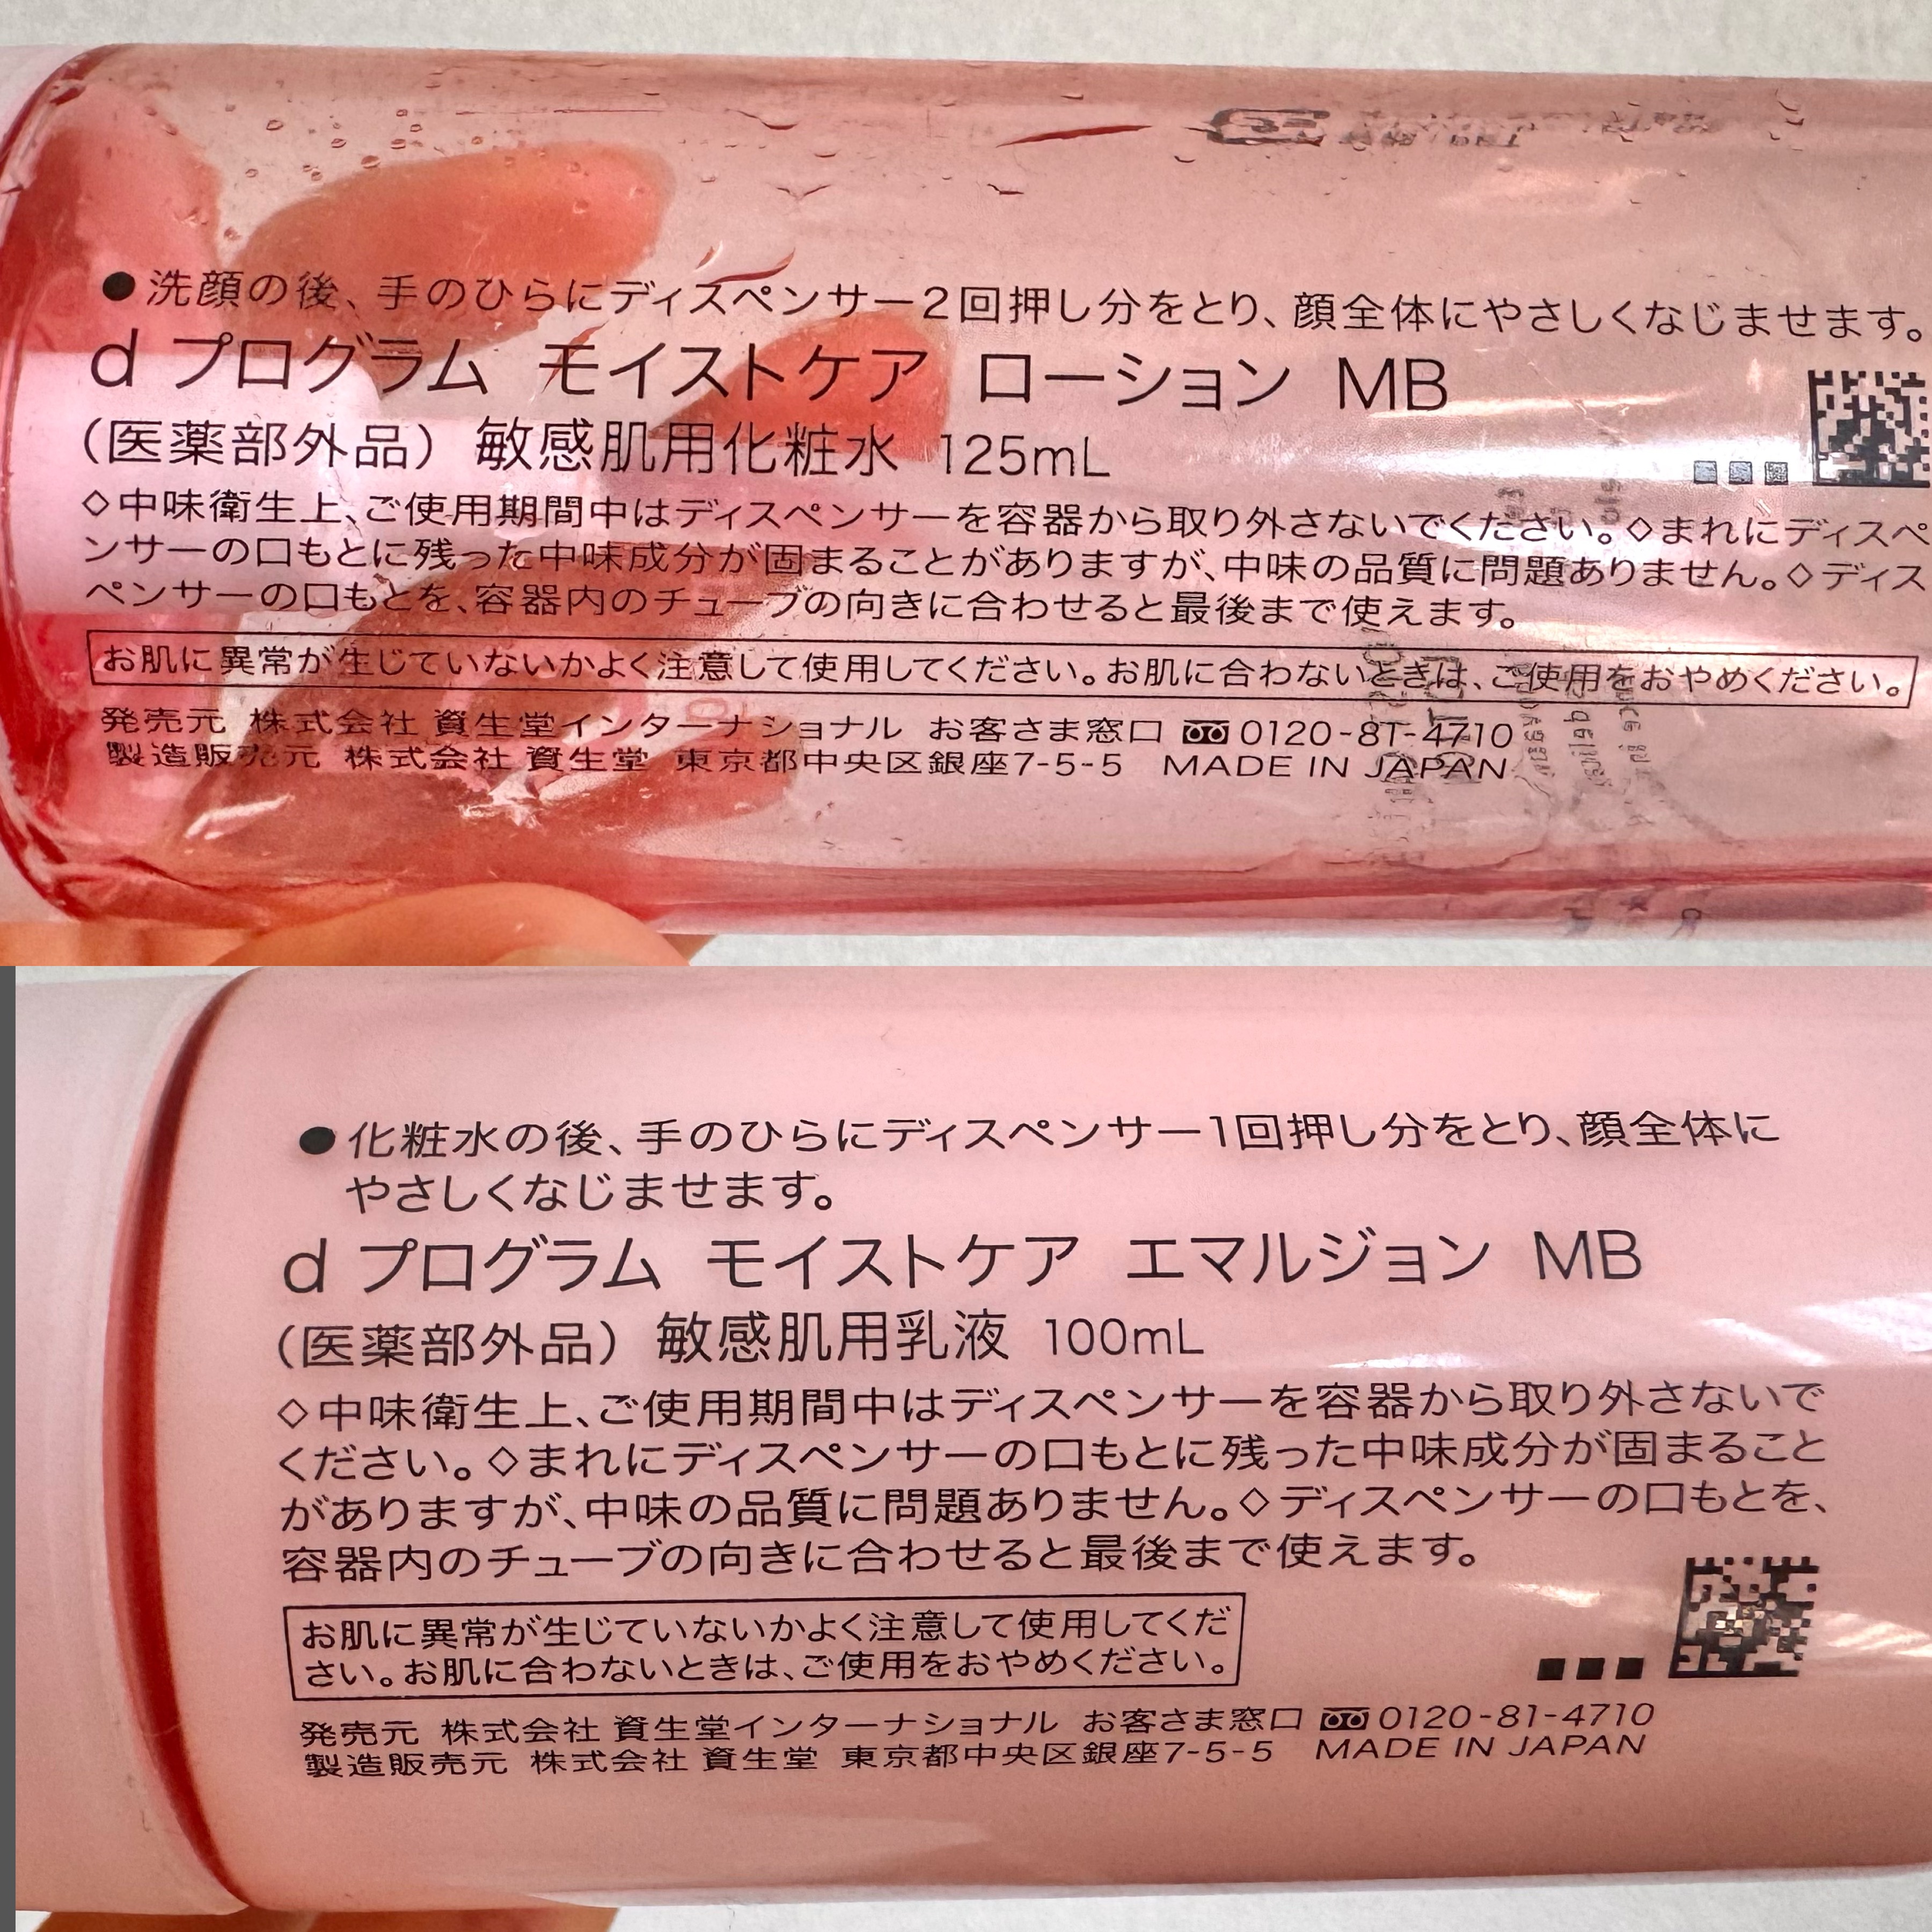 ●洗顔の後、手のひらにディスペンサー2回押し分をとり、顔全体にやさしくなじませます。
d プログラム モイストケア ローション MB
(医薬部外品) 敏感肌用化粧水 125mL
◇中味衛生上、ご使用期間中はディスペンサーを容器から取り外さないでください。◇まれにディスペ
ンサーの口もとに残った中味成分が固まることがありますが、中味の品質に問題ありません。◇ディス
ペンサーの口もとを、容器内のチューブの向きに合わせると最後まで使えます。
お肌に異常が生じていないかよく注意して使用してください。お肌に合わないときは、ご使用をおやめください。
発売元 株式会社 資生堂インターナショナル お客さま窓口 0120-81-4710
製造販売元 株式会社 資生堂 東京都中央区銀座7-5-5 MADE IN JAPAN
●化粧水の後、手のひらにディスペンサー1回押し分をとり、顔全体に
やさしくなじませます。
d プログラム モイストケア エマルジョン MB
(医薬部外品) 敏感肌用乳液 100mL
◇中味衛生上、ご使用期間中はディスペンサーを容器から取り外さないで
ください。◇まれにディスペンサーの口もとに残った中味成分が固まること
がありますが、中味の品質に問題ありません。◇ディスペンサーの口もとを、
容器内のチューブの向きに合わせると最後まで使えます。
お肌に異常が生じていないかよく注意して使用してくだ
さい。お肌に合わないときは、ご使用をおやめください。
発売元 株式会社 資生堂インターナショナル お客さま窓口 0120-81-4710
製造販売元 株式会社 資生堂 東京都中央区銀座7-5-5 MADE IN JAPAN